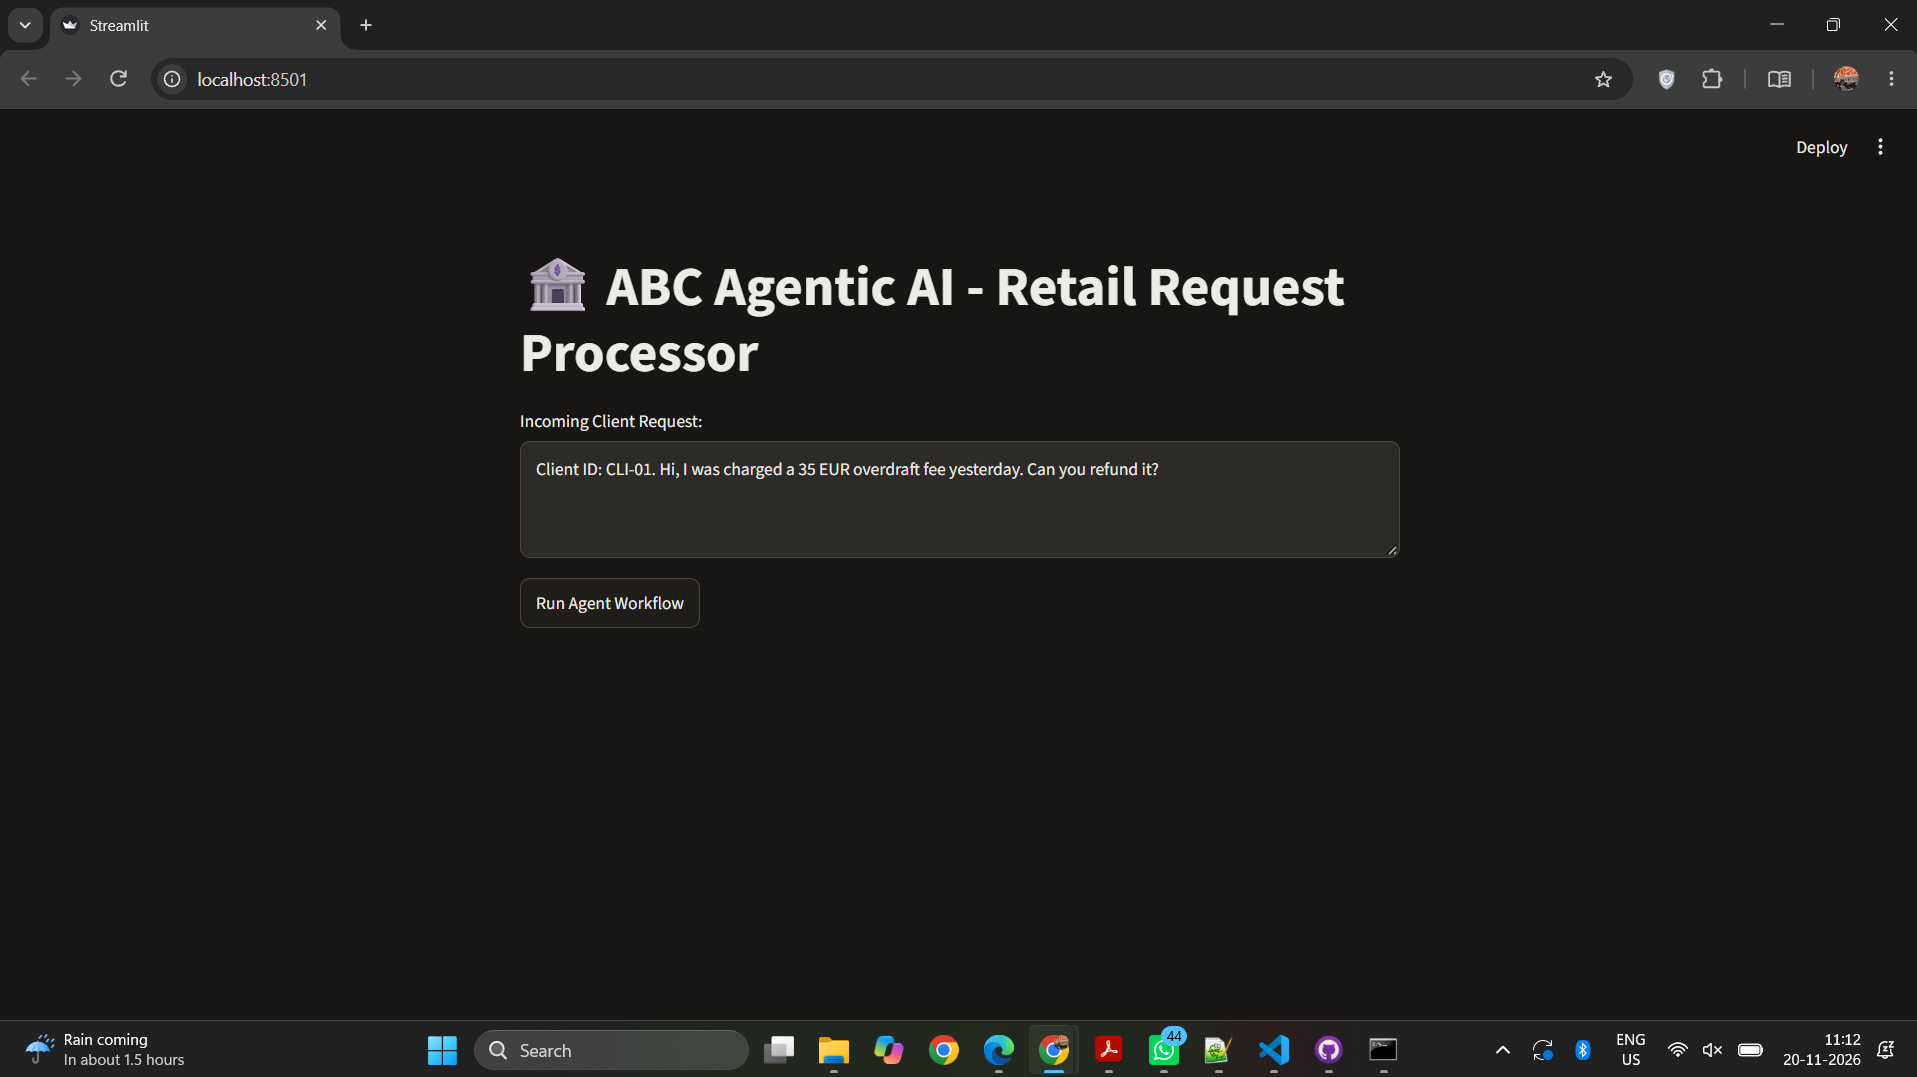 Streamlit
localhost:8501
Deploy
ABC Agentic AI - Retail Request
Processor
Incoming Client Request:
Client ID: CLI-01. Hi, I was charged a 35 EUR overdraft fee yesterday. Can you refund it?
Run Agent Workflow
Rain coming
In about 1.5 hours
Search
44
ENG
US
11:12
20-11-2026